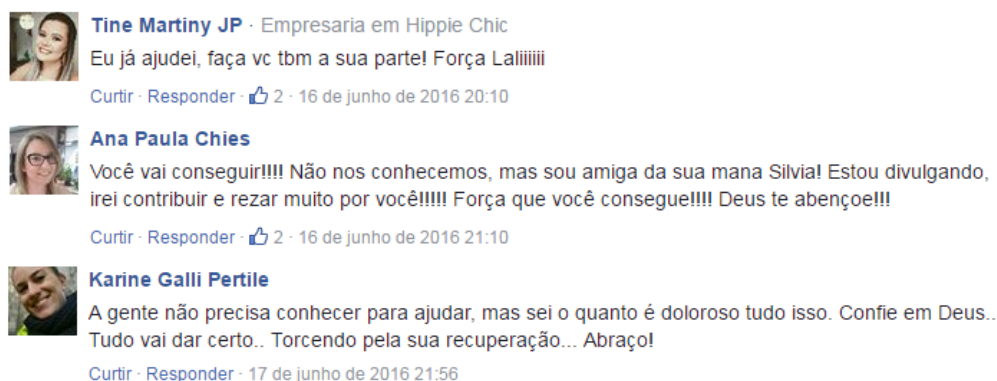 Tine Martiny JP · Empresaria em Hippie Chic
Eu já ajudei, faça vc tbm a sua parte! Força Laliiiiiii
Curtir · Responder · 2 · 16 de junho de 2016 20:10
Ana Paula Chies
Você vai conseguir!!!! Não nos conhecemos, mas sou amiga da sua mana Silvia! Estou divulgando,
irei contribuir e rezar muito por você!!!!! Força que você consegue!!!! Deus te abençoe!!!
Curtir · Responder · 2 · 16 de junho de 2016 21:10
Karine Galli Pertile
A gente não precisa conhecer para ajudar, mas sei o quanto é doloroso tudo isso. Confie em Deus..
Tudo vai dar certo.. Torcendo pela sua recuperação... Abraço!
Curtir · Responder · 17 de junho de 2016 21:56